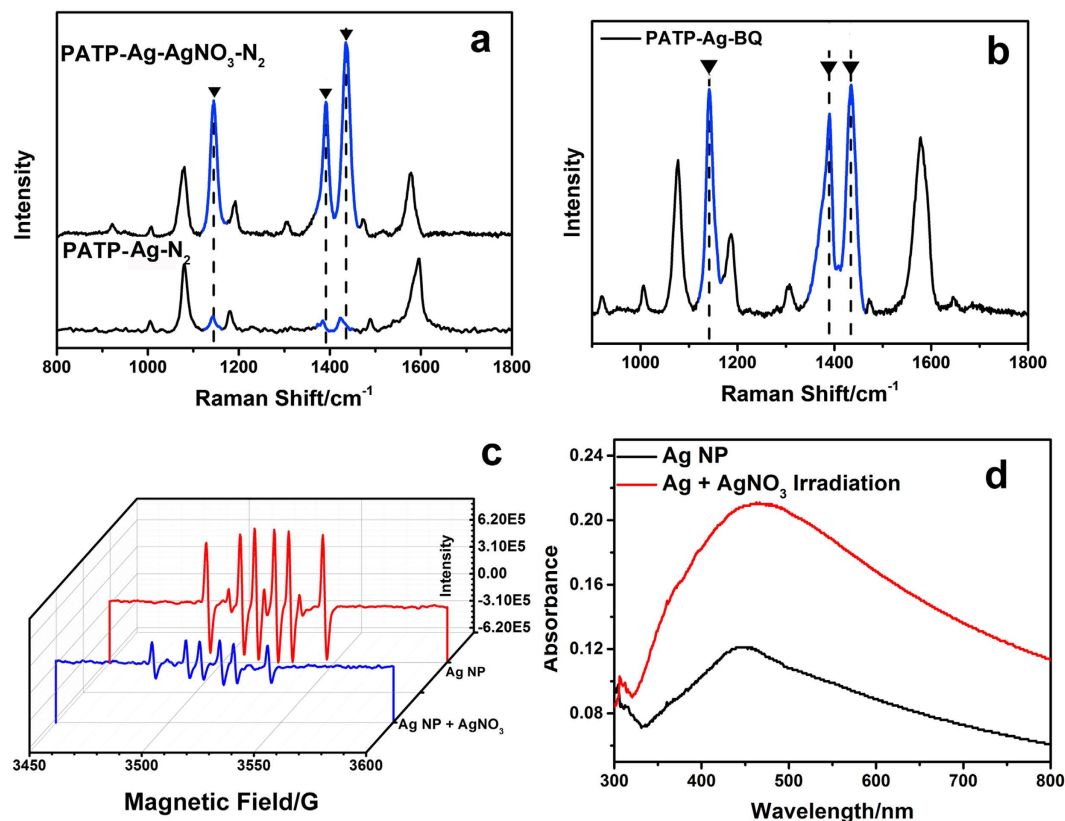 a
PATP-Ag-AgNO₃-N₂
PATP-Ag-N₂
Intensity
800 1000 1200 1400 1600 1800
Raman Shift/cm⁻¹
b
PATP-Ag-BQ
Intensity
1000 1200 1400 1600 1800
Raman Shift/cm⁻¹
c
6.20E5
3.10E5
0.00
-3.10E5
-6.20E5
Intensity
Ag NP
Ag NP + AgNO₃
3450 3500 3550 3600
Magnetic Field/G
d
Ag NP
Ag + AgNO₃ Irradiation
0.24
0.20
0.16
0.12
0.08
Absorbance
300 400 500 600 700 800
Wavelength/nm